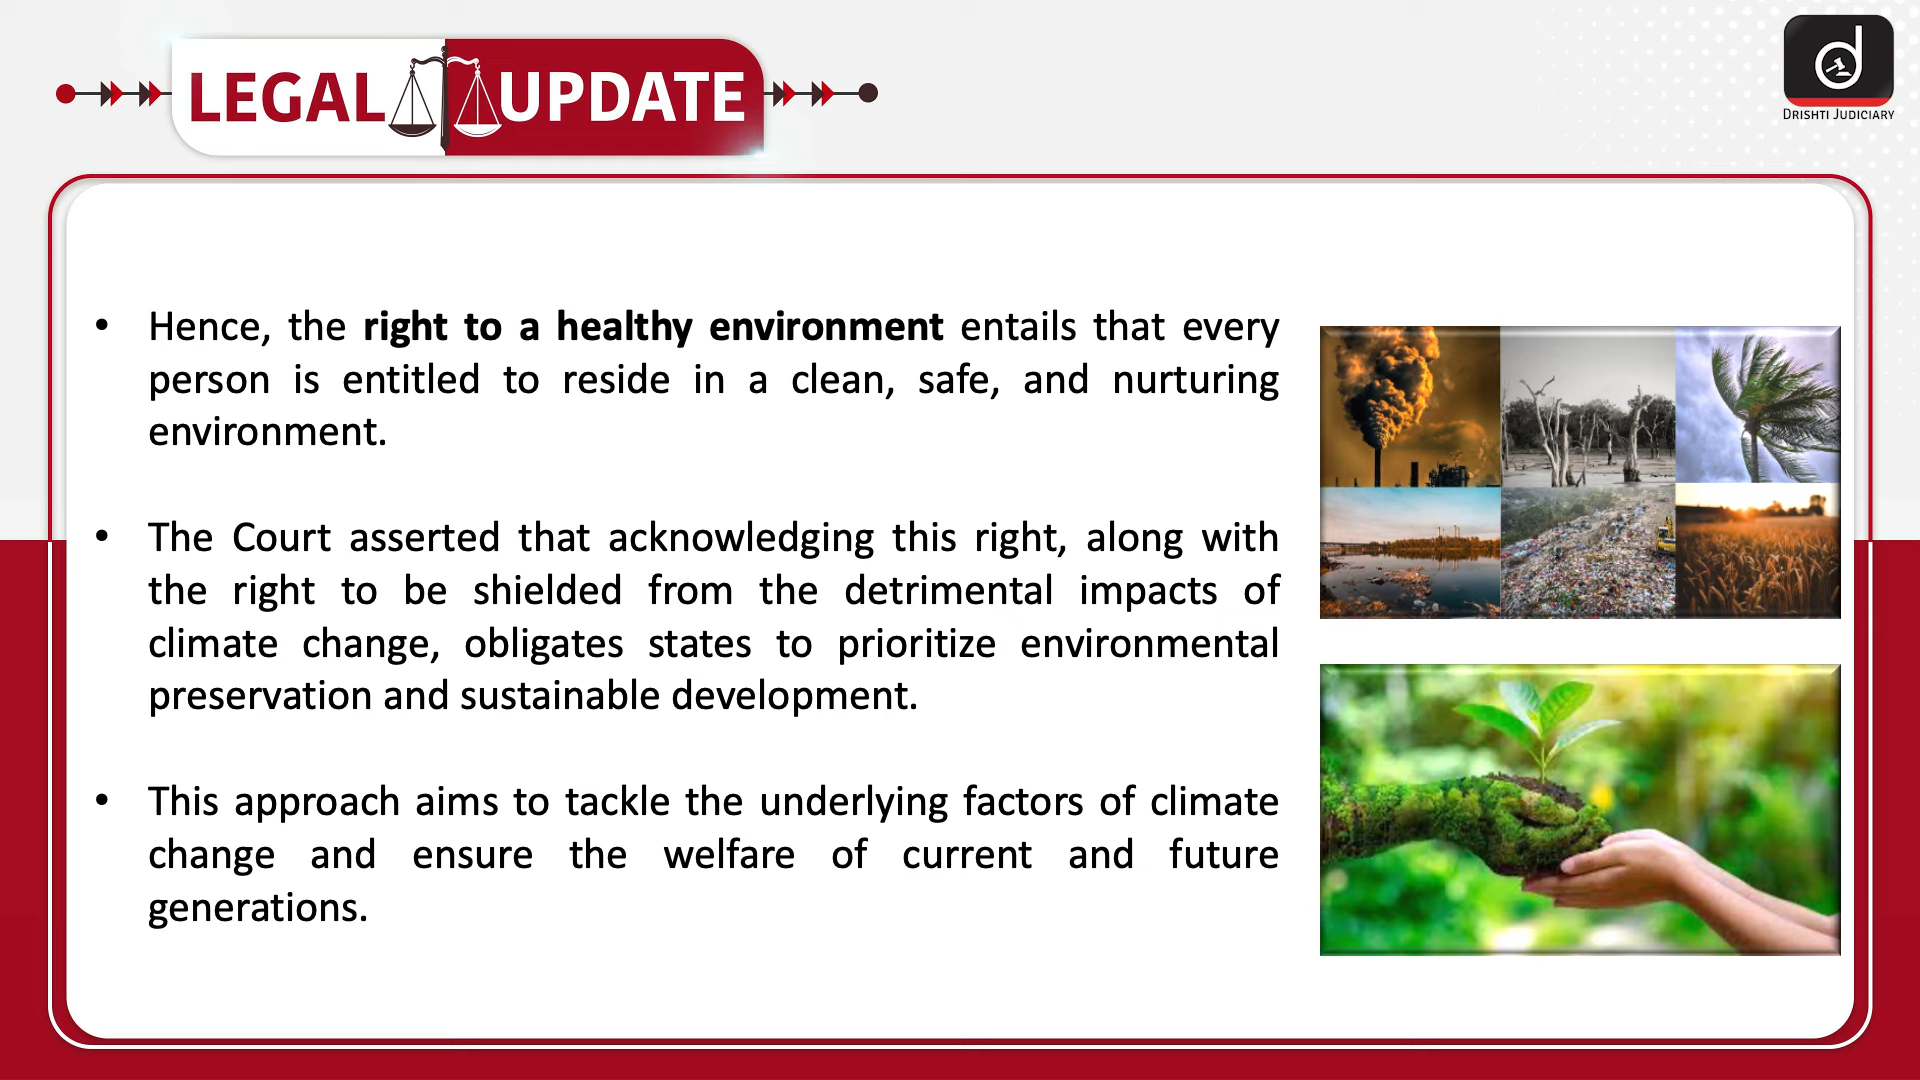 LEGAL UPDATE
DRISHTI JUDICIARY
• Hence, the right to a healthy environment entails that every
person is entitled to reside in a clean, safe, and nurturing
environment.
• The Court asserted that acknowledging this right, along with
the right to be shielded from the detrimental impacts of
climate change, obligates states to prioritize environmental
preservation and sustainable development.
• This approach aims to tackle the underlying factors of climate
change and ensure the welfare of current and future
generations.